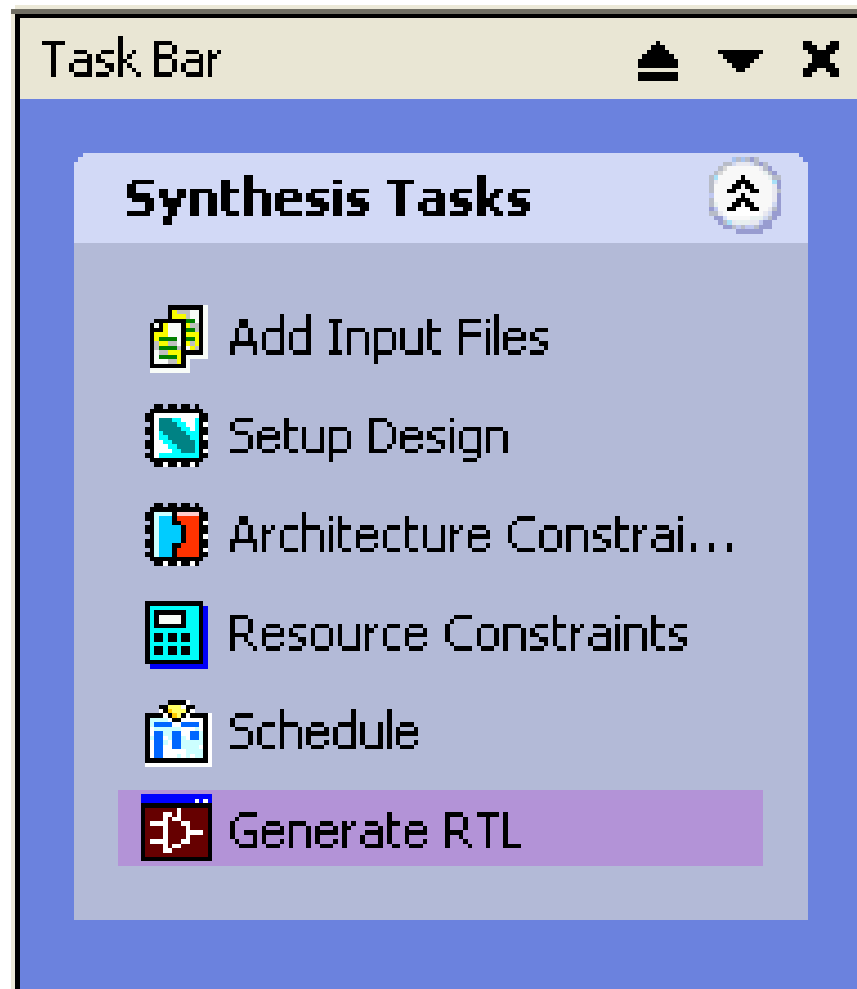 Task Bar
Synthesis Tasks
Add Input Files
Setup Design
Architecture Constrai...
Resource Constraints
Schedule
Generate RTL